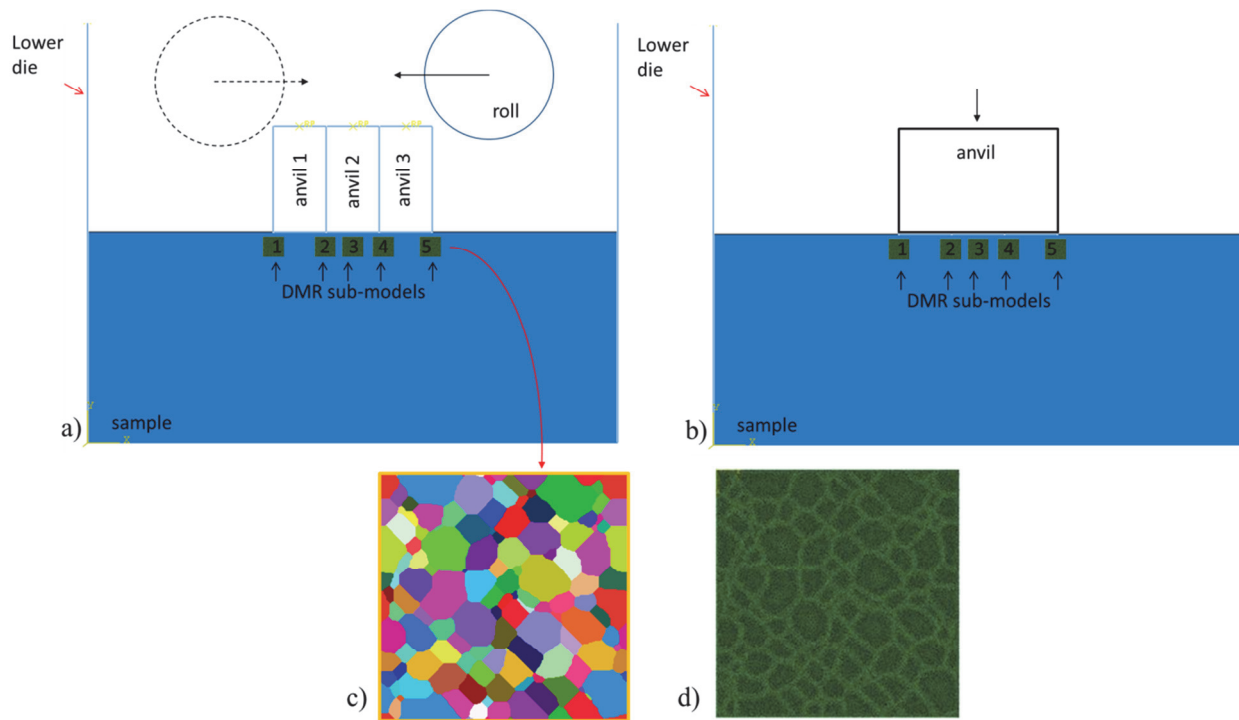 Lower
die
roll
anvil 1
anvil 2
anvil 3
1
2
3
4
5
DMR sub-models
sample
Y
X
a)
Lower
die
anvil
1
2
3
4
5
DMR sub-models
sample
Y
X
b)
c)
d)